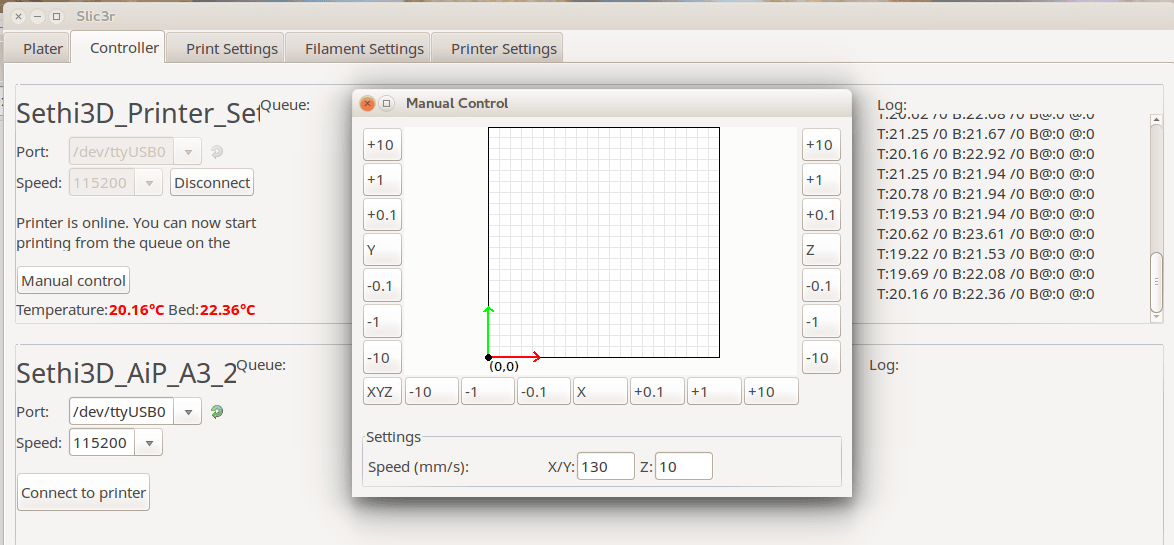 Slic3r
Plater
Controller
Print Settings
Filament Settings
Printer Settings
Sethi3D_Printer_Set
Queue:
Port:
/dev/ttyUSB0
Speed:
115200
Disconnect
Printer is online. You can now start
printing from the queue on the
Manual control
Temperature:20.16°C Bed:22.36°C
Manual Control
+10
+1
+0.1
Y
-0.1
-1
-10
(0,0)
+10
+1
+0.1
Z
-0.1
-1
-10
XYZ
-10
-1
-0.1
X
+0.1
+1
+10
Settings
Speed (mm/s):
X/Y:
130
Z:
10
Log:
T:20.62 /0 B:22.08 /0 B@:0 @:0
T:21.25 /0 B:21.67 /0 B@:0 @:0
T:20.16 /0 B:22.92 /0 B@:0 @:0
T:21.25 /0 B:21.94 /0 B@:0 @:0
T:20.78 /0 B:21.94 /0 B@:0 @:0
T:19.53 /0 B:21.94 /0 B@:0 @:0
T:20.62 /0 B:23.61 /0 B@:0 @:0
T:19.22 /0 B:21.53 /0 B@:0 @:0
T:19.69 /0 B:22.08 /0 B@:0 @:0
T:20.16 /0 B:22.36 /0 B@:0 @:0
Sethi3D_AiP_A3_2
Queue:
Port:
/dev/ttyUSB0
Speed:
115200
Connect to printer
Log: